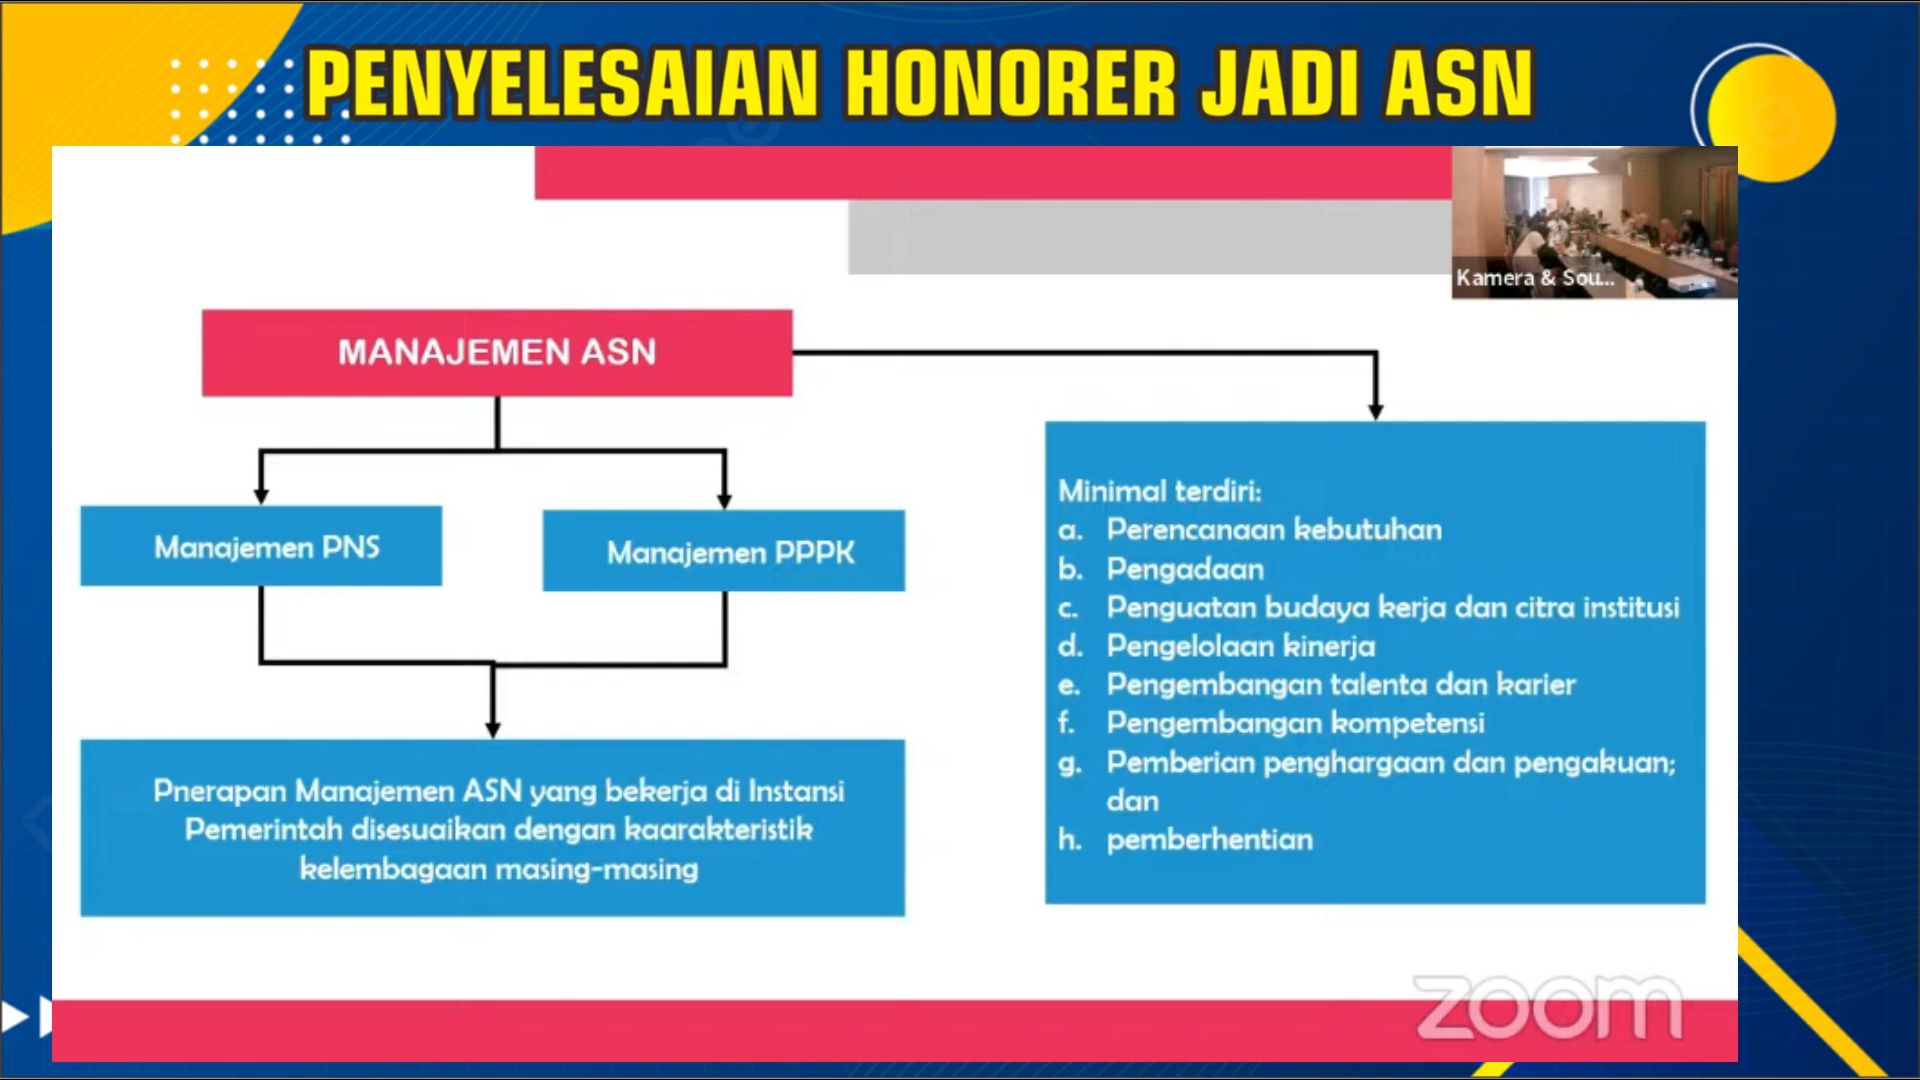 PENYELESAIAN HONORER JADI ASN
Kamera & Sou...
MANAJEMEN ASN
Manajemen PNS
Manajemen PPPK
Pnerapan Manajemen ASN yang bekerja di Instansi
Pemerintah disesuaikan dengan kaarakteristik
kelembagaan masing-masing
Minimal terdiri:
a. Perencanaan kebutuhan
b. Pengadaan
c. Penguatan budaya kerja dan citra institusi
d. Pengelolaan kinerja
e. Pengembangan talenta dan karier
f. Pengembangan kompetensi
g. Pemberian penghargaan dan pengakuan;
dan
h. pemberhentian
zoom